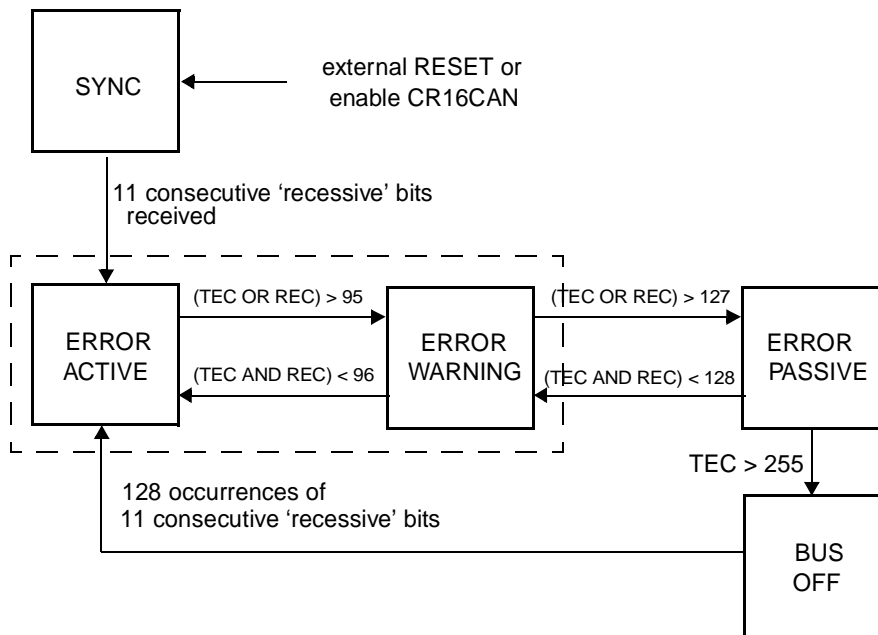 SYNC
external RESET or
enable CR16CAN
11 consecutive ‘recessive’ bits
received
(TEC OR REC) > 95
(TEC OR REC) > 127
ERROR
ACTIVE
ERROR
WARNING
ERROR
PASSIVE
(TEC AND REC) < 96
(TEC AND REC) < 128
TEC > 255
128 occurrences of
11 consecutive ‘recessive’ bits
BUS
OFF